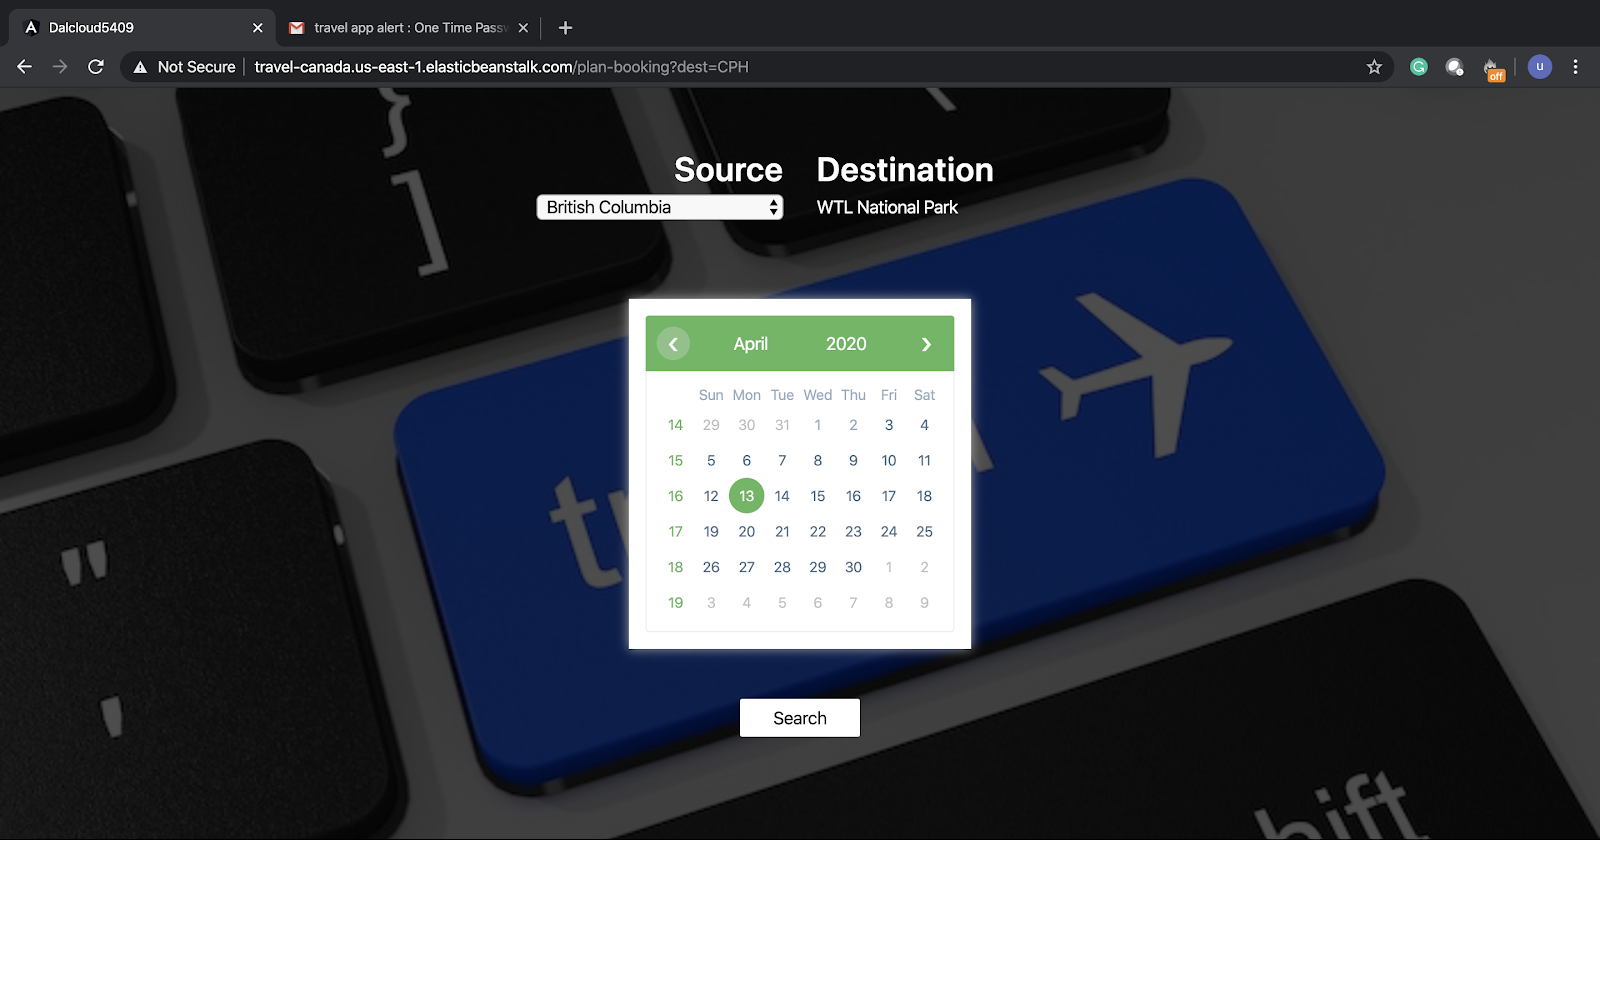 Dalcloud5409
travel app alert : One Time Passw
Not Secure travel-canada.us-east-1.elasticbeanstalk.com/plan-booking?dest=CPH
off
u
}
]
Source Destination
British Columbia WTL National Park
April 2020
Sun Mon Tue Wed Thu Fri Sat
14 29 30 31 1 2 3 4
15 5 6 7 8 9 10 11
16 12 13 14 15 16 17 18
17 19 20 21 22 23 24 25
18 26 27 28 29 30 1 2
19 3 4 5 6 7 8 9
"
'
Search
hift